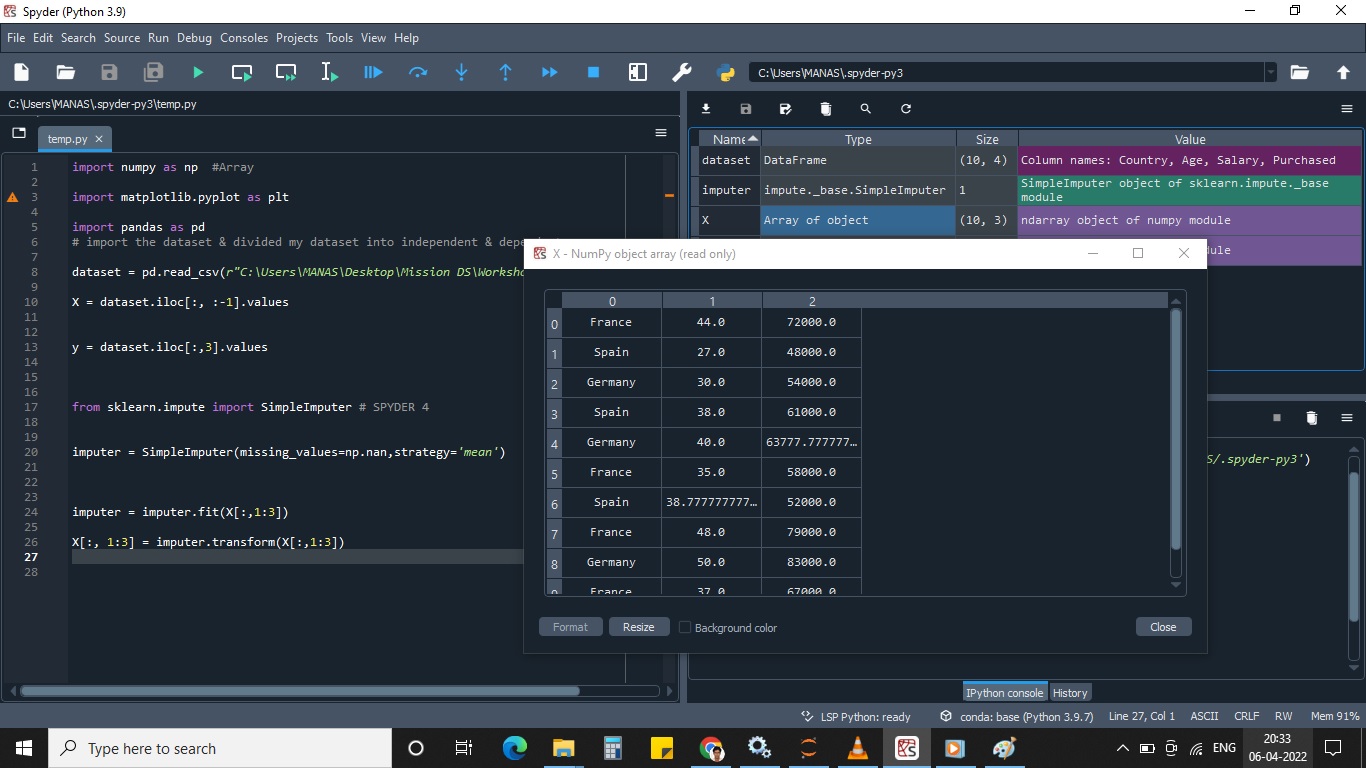 Spyder (Python 3.9)
File Edit Search Source Run Debug Consoles Projects Tools View Help
C:\Users\MANAS\.spyder-py3
C:\Users\MANAS\.spyder-py3\temp.py
temp.py
1 import numpy as np #Array
2
3 import matplotlib.pyplot as plt
4
5 import pandas as pd
6 # import the dataset & divided my dataset into independent &
7
8 dataset = pd.read_csv(r"C:\Users\MANAS\Desktop\Mission DS\Worksho
9
10 X = dataset.iloc[:, :-1].values
11
12
13 y = dataset.iloc[:,3].values
14
15
16
17 from sklearn.impute import SimpleImputer # SPYDER 4
18
19
20 imputer = SimpleImputer(missing_values=np.nan,strategy='mean')
21
22
23
24 imputer = imputer.fit(X[:,1:3])
25
26 X[:, 1:3] = imputer.transform(X[:,1:3])
27
28
Name Type Size Value
dataset DataFrame (10, 4) Column names: Country, Age, Salary, Purchased
imputer impute._base.SimpleImputer 1 SimpleImputer object of sklearn.impute._base
module
X Array of object (10, 3) ndarray object of numpy module
ule
X - NumPy object array (read only)
0 1 2
0 France 44.0 72000.0
1 Spain 27.0 48000.0
2 Germany 30.0 54000.0
3 Spain 38.0 61000.0
4 Germany 40.0 63777.777777…
5 France 35.0 58000.0
6 Spain 38.777777777… 52000.0
7 France 48.0 79000.0
8 Germany 50.0 83000.0
9 France 37.0 67000.0
Format Resize Background color Close
S/.spyder-py3')
IPython console History
LSP Python: ready conda: base (Python 3.9.7) Line 27, Col 1 ASCII CRLF RW Mem 91%
Type here to search
ENG
20:33
06-04-2022